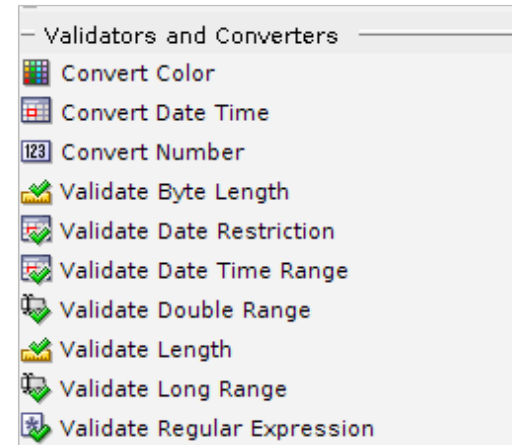 Validators and Converters
Convert Color
Convert Date Time
123 Convert Number
Validate Byte Length
Validate Date Restriction
Validate Date Time Range
Validate Double Range
Validate Length
Validate Long Range
Validate Regular Expression